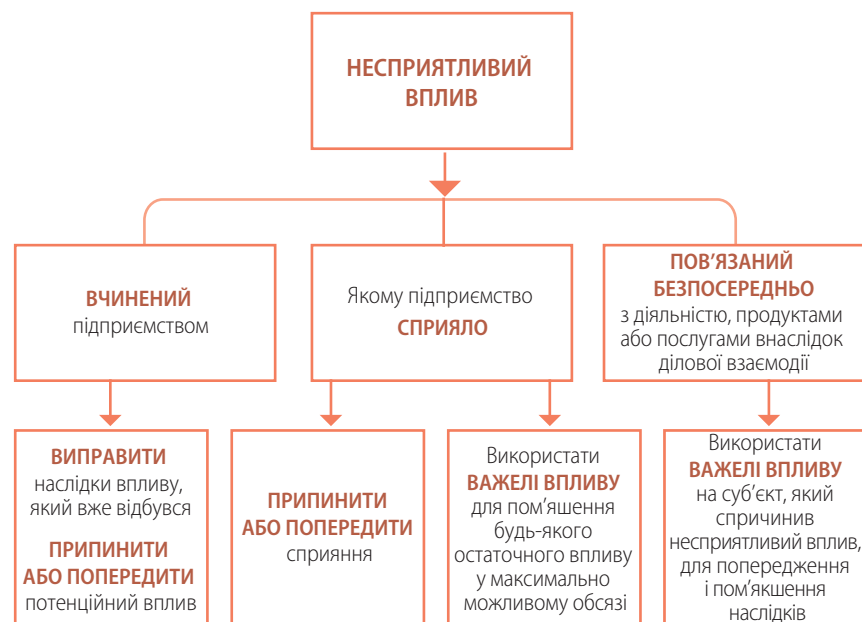 НЕСПРИЯТЛИВИЙ
ВПЛИВ
ВЧИНЕНИЙ
підприємством
Якому підприємство
СПРИЯЛО
ПОВ’ЯЗАНИЙ
БЕЗПОСЕРЕДНЬО
з діяльністю, продуктами
або послугами внаслідок
ділової взаємодії
ВИПРАВИТИ
наслідки впливу,
який вже відбувся
ПРИПИНИТИ
АБО ПОПЕРЕДИТИ
потенційний вплив
ПРИПИНИТИ
АБО ПОПЕРЕДИТИ
сприяння
Використати
ВАЖЕЛІ ВПЛИВУ
для пом’яшення
будь-якого
остаточного впливу
у максимально
можливому обсязі
Використати
ВАЖЕЛІ ВПЛИВУ
на суб’єкт, який
спричинив
несприятливий вплив,
для попередження
і пом’якшення
наслідків